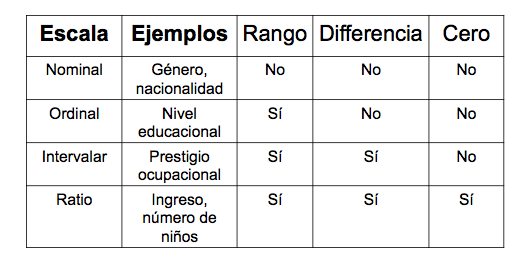 Escala Ejemplos Rango Differencia Cero
Nominal Género, No No No
nacionalidad
Ordinal Nivel Sí No No
educacional
Intervalar Prestigio Sí Sí No
ocupacional
Ratio Ingreso, Sí Sí Sí
número de
niños